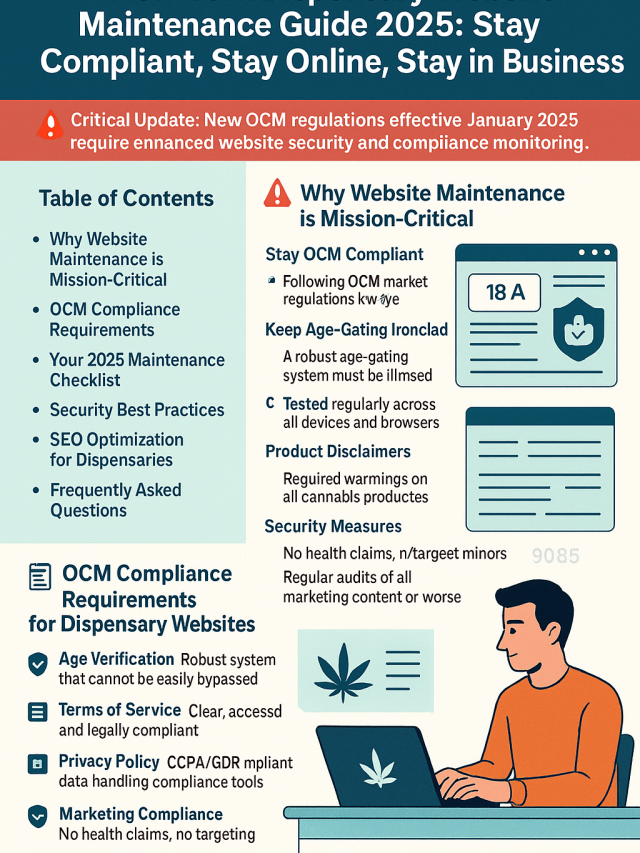 Maintenance Guide 2025: Stay
Compliant, Stay Online, Stay in Business
Critical Update: New OCM regulations effective January 2025
require ennanced website security and compiiance monitoring.
Table of Contents
• Why Website
Maintenance is
Mission-Critical
• OCM Compliance
Requirements
• Your 2025 Maintenance
Checklist
• Security Best Practices
• SEO Optimization
for Dispensaries
• Frequently Asked
Questions
Why Website Maintenance
is Mission-Critical
Stay OCM Compliant
Following OCM market
regulations
Keep Age-Gating Ironclad
A robust age-gating
system must be illmsed
C Tested regularly across
all devices and browsers
Product Disclaimers
Required warmings on
all cannabls productes
Security Measures
No health claims, n/targeet minors
Regular audits of all
marketing content or worse
18 A
9085
OCM Compliance
Requirements
for Dispensary Websites
Age Verification Robust system
that cannot be easily bypassed
Terms of Service Clear, accessd
and legally compliant
Privacy Policy CCPA/GDR mpliant
data handling compliance tools
Marketing Compliance
No health claims, no targeting